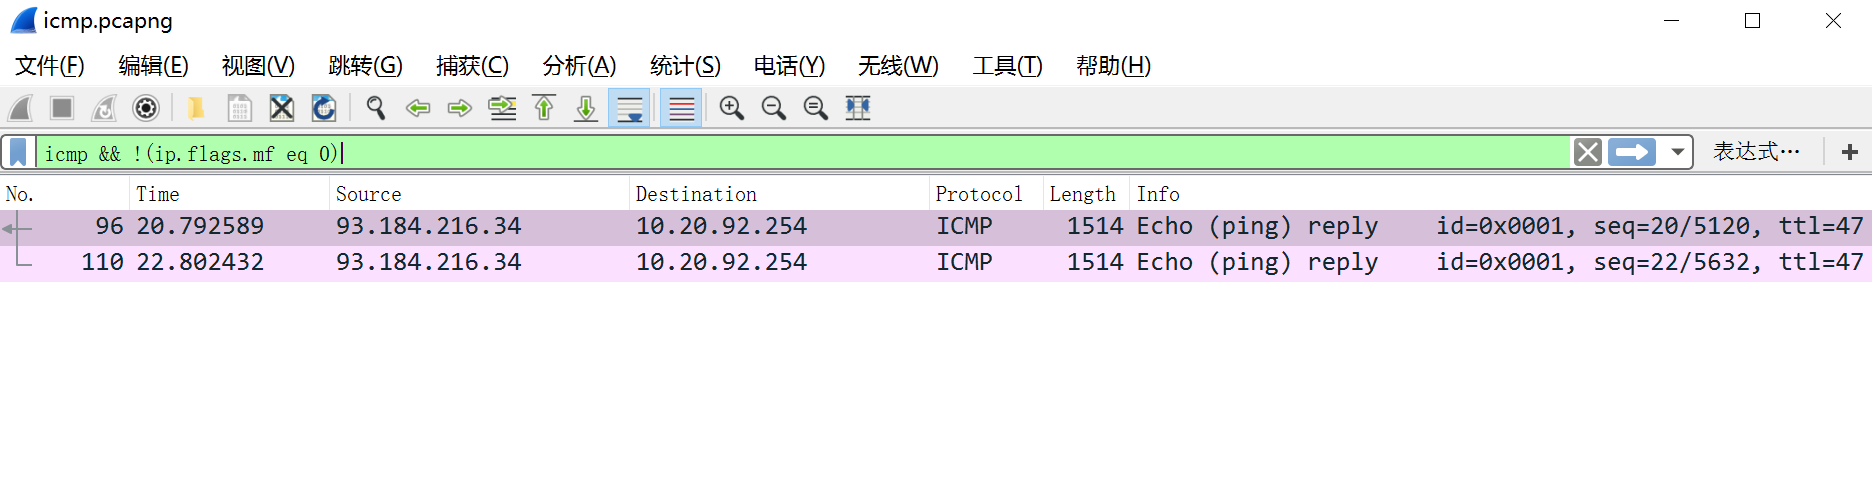 icmp.pcapng
文件(F) 编辑(E) 视图(V) 跳转(G) 捕获(C) 分析(A) 统计(S) 电话(Y) 无线(W) 工具(T) 帮助(H)
icmp && !(ip.flags.mf eq 0) 表达式…
No. Time Source Destination Protocol Length Info
96 20.792589 93.184.216.34 10.20.92.254 ICMP 1514 Echo (ping) reply id=0x0001, seq=20/5120, ttl=47
110 22.802432 93.184.216.34 10.20.92.254 ICMP 1514 Echo (ping) reply id=0x0001, seq=22/5632, ttl=47